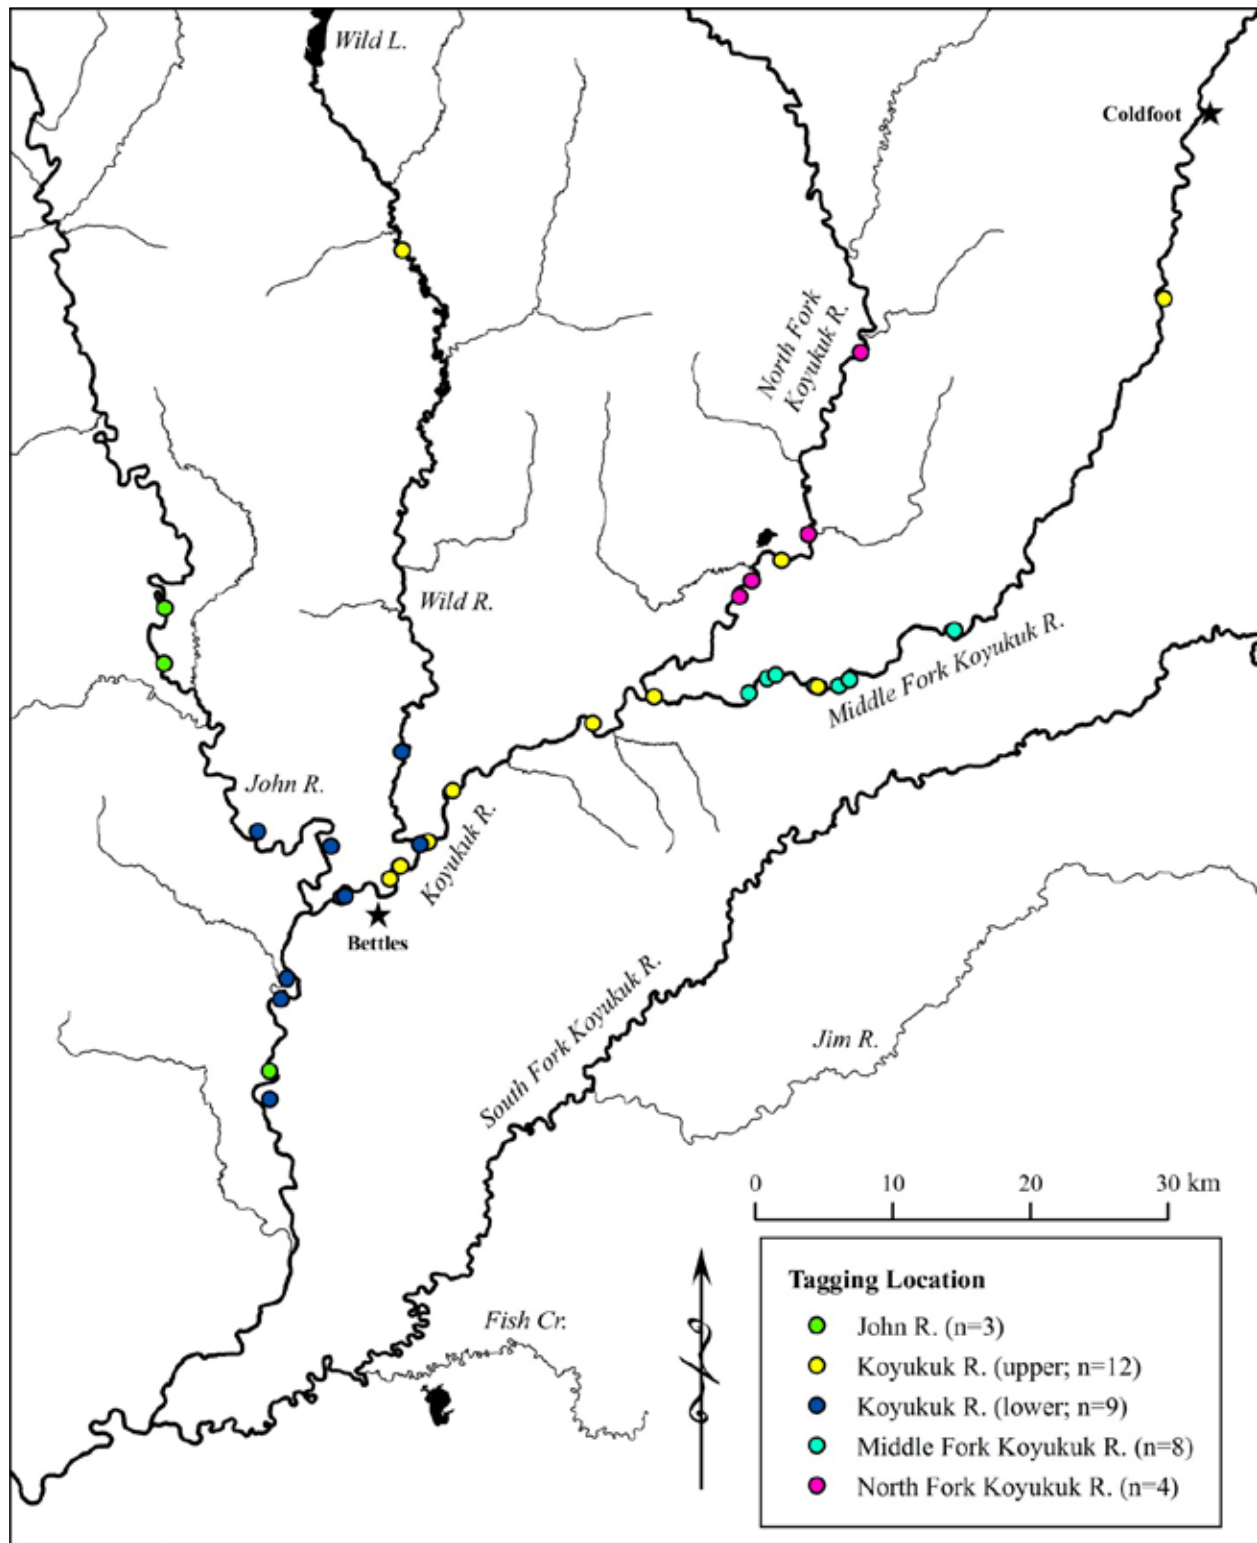 Wild L.
Coldfoot
North Fork
Koyukuk R.
Wild R.
Middle Fork Koyukuk R.
John R.
Koyukuk R.
Bettles
South Fork Koyukuk R.
Jim R.
0 10 20 30 km
Fish Cr.
Tagging Location
John R. (n=3)
Koyukuk R. (upper; n=12)
Koyukuk R. (lower; n=9)
Middle Fork Koyukuk R. (n=8)
North Fork Koyukuk R. (n=4)